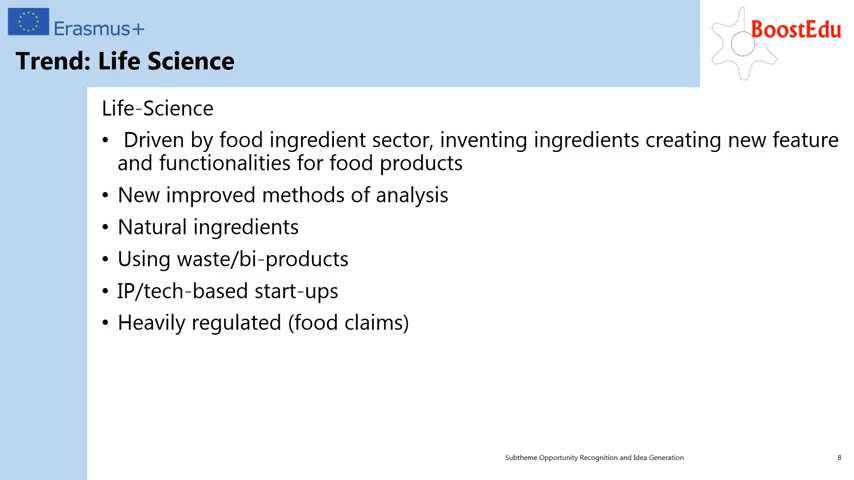 Erasmus+
BoostEdu
Trend: Life Science
Life-Science
• Driven by food ingredient sector, inventing ingredients creating new feature
and functionalities for food products
• New improved methods of analysis
• Natural ingredients
• Using waste/bi-products
• IP/tech-based start-ups
• Heavily regulated (food claims)
Subtheme Opportunity Recognition and Idea Generation
8